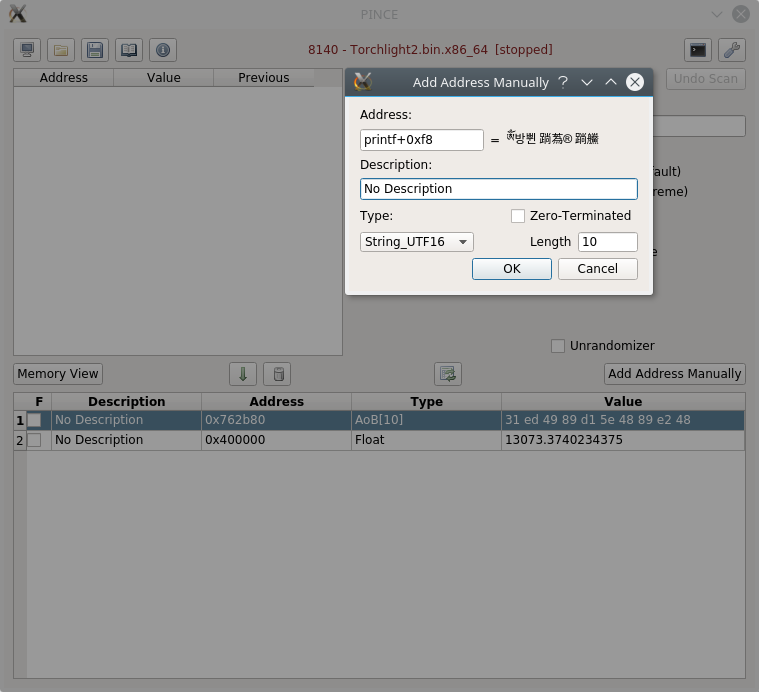 PINCE
8140 - Torchlight2.bin.x86_64 [stopped]
Address Value Previous
Undo Scan
Add Address Manually
Address:
printf+0xf8 =
Description:
No Description
Type: Zero-Terminated
String_UTF16 Length 10
OK Cancel
Unrandomizer
Memory View Add Address Manually
F Description Address Type Value
1 No Description 0x762b80 AoB[10] 31 ed 49 89 d1 5e 48 89 e2 48
2 No Description 0x400000 Float 13073.3740234375